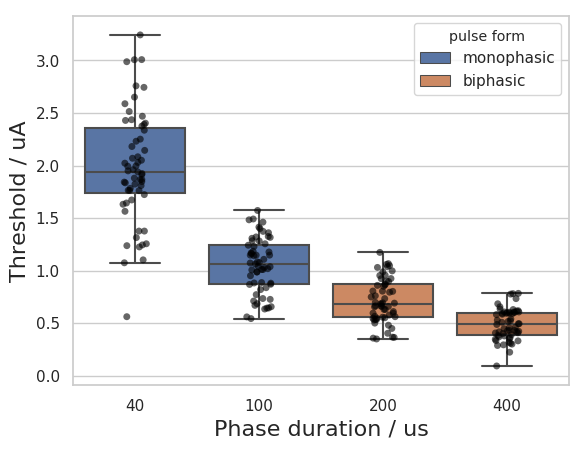 pulse form
monophasic
biphasic
Threshold / uA
3.0
2.5
2.0
1.5
1.0
0.5
0.0
40
100
200
400
Phase duration / us